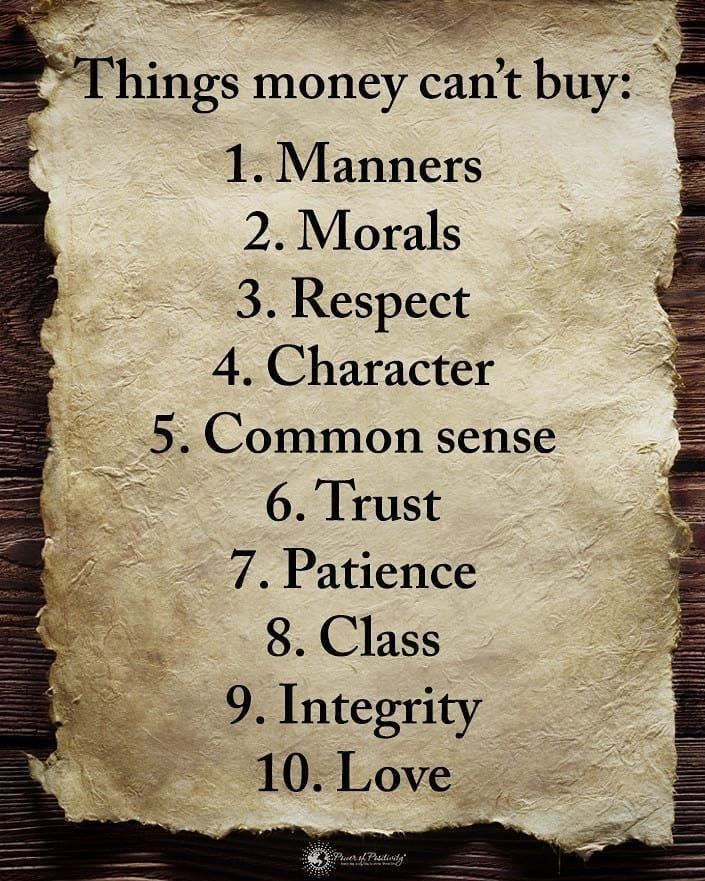 Things money can’t buy:
1. Manners
2. Morals
3. Respect
4. Character
5. Common sense
6. Trust
7. Patience
8. Class
9. Integrity
10. Love
Power of Positivity